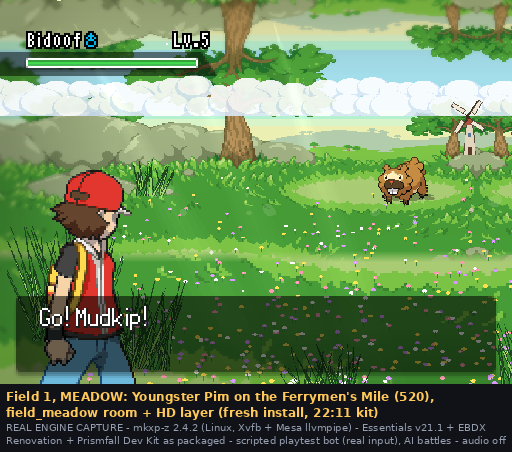 Bidoof Lv.5
Go! Mudkip!
Field 1, MEADOW: Youngster Pim on the Ferrymen's Mile (520),
field_meadow room + HD layer (fresh install, 22:11 kit)
REAL ENGINE CAPTURE - mkxp-z 2.4.2 (Linux, Xvfb + Mesa llvmpipe) - Essentials v21.1 + EBDX
Renovation + Prismfall Dev Kit as packaged - scripted playtest bot (real input), AI battles - audio off